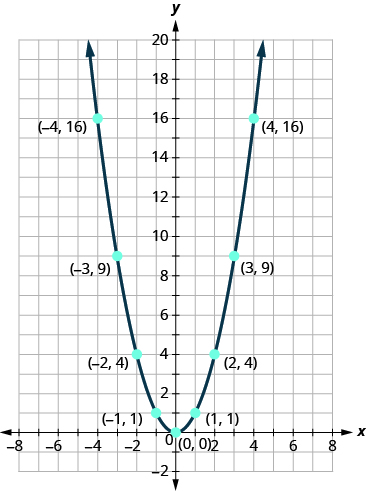 y
20
18
(–4, 16) 16 (4, 16)
14
12
10
(–3, 9) (3, 9)
8
6
4
(–2, 4) (2, 4)
2
(–1, 1) (1, 1)
0 (0, 0) x
–8 –6 –4 –2 2 4 6 8
–2